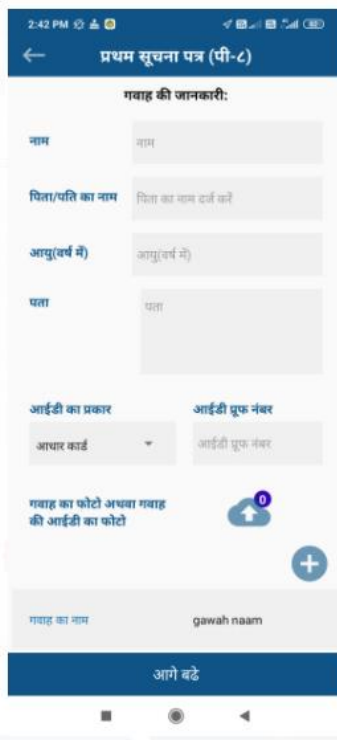 2:42 PM
प्रथम सूचना पत्र (पी-८)
गवाह की जानकारी:
नाम
नाम
पिता/पति का नाम
पिता का नाम दर्ज करें
आयु(वर्ष में)
आयु(वर्ष में)
पता
पता
आईडी का प्रकार
आईडी प्रूफ नंबर
आधार कार्ड
आईडी प्रूफ नंबर
गवाह का फोटो अथवा गवाह
की आईडी का फोटो
0
गवाह का नाम
gawah naam
आगे बढे